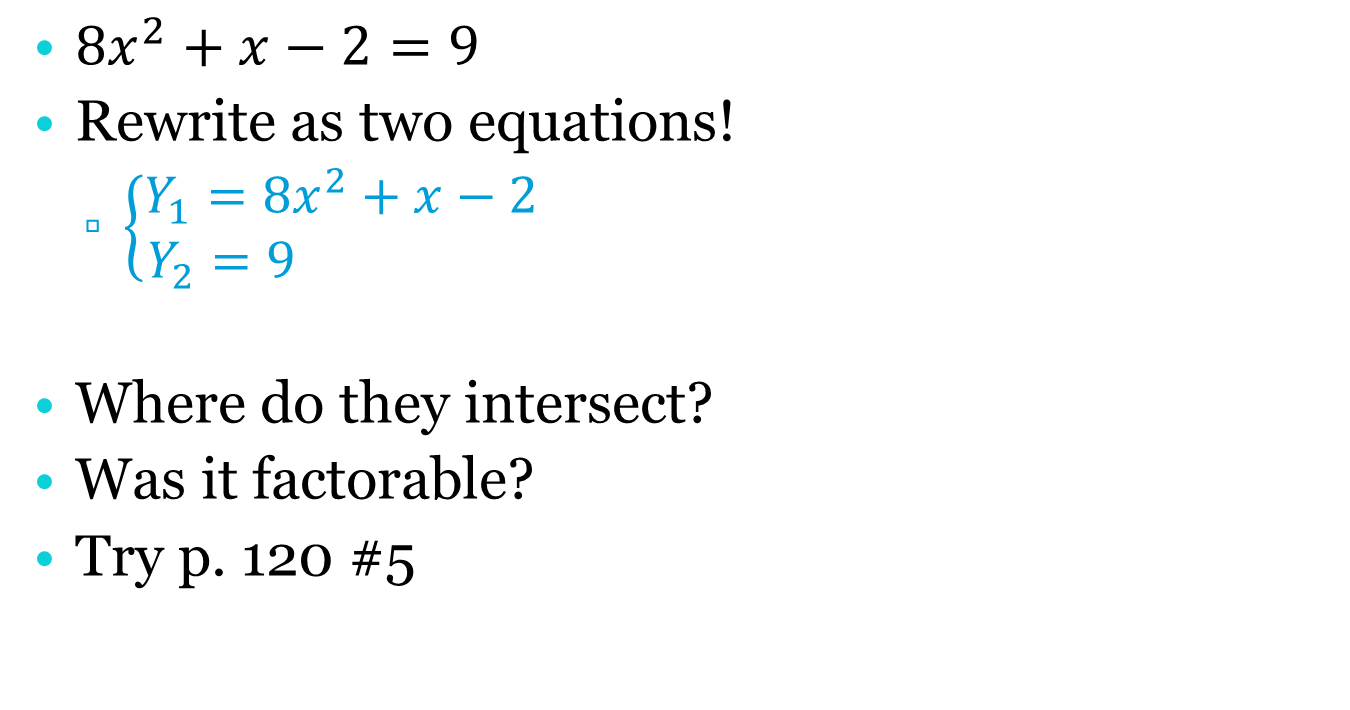 • 8x² + x − 2 = 9
• Rewrite as two equations!
▫ {Y₁ = 8x² + x − 2
Y₂ = 9
• Where do they intersect?
• Was it factorable?
• Try p. 120 #5